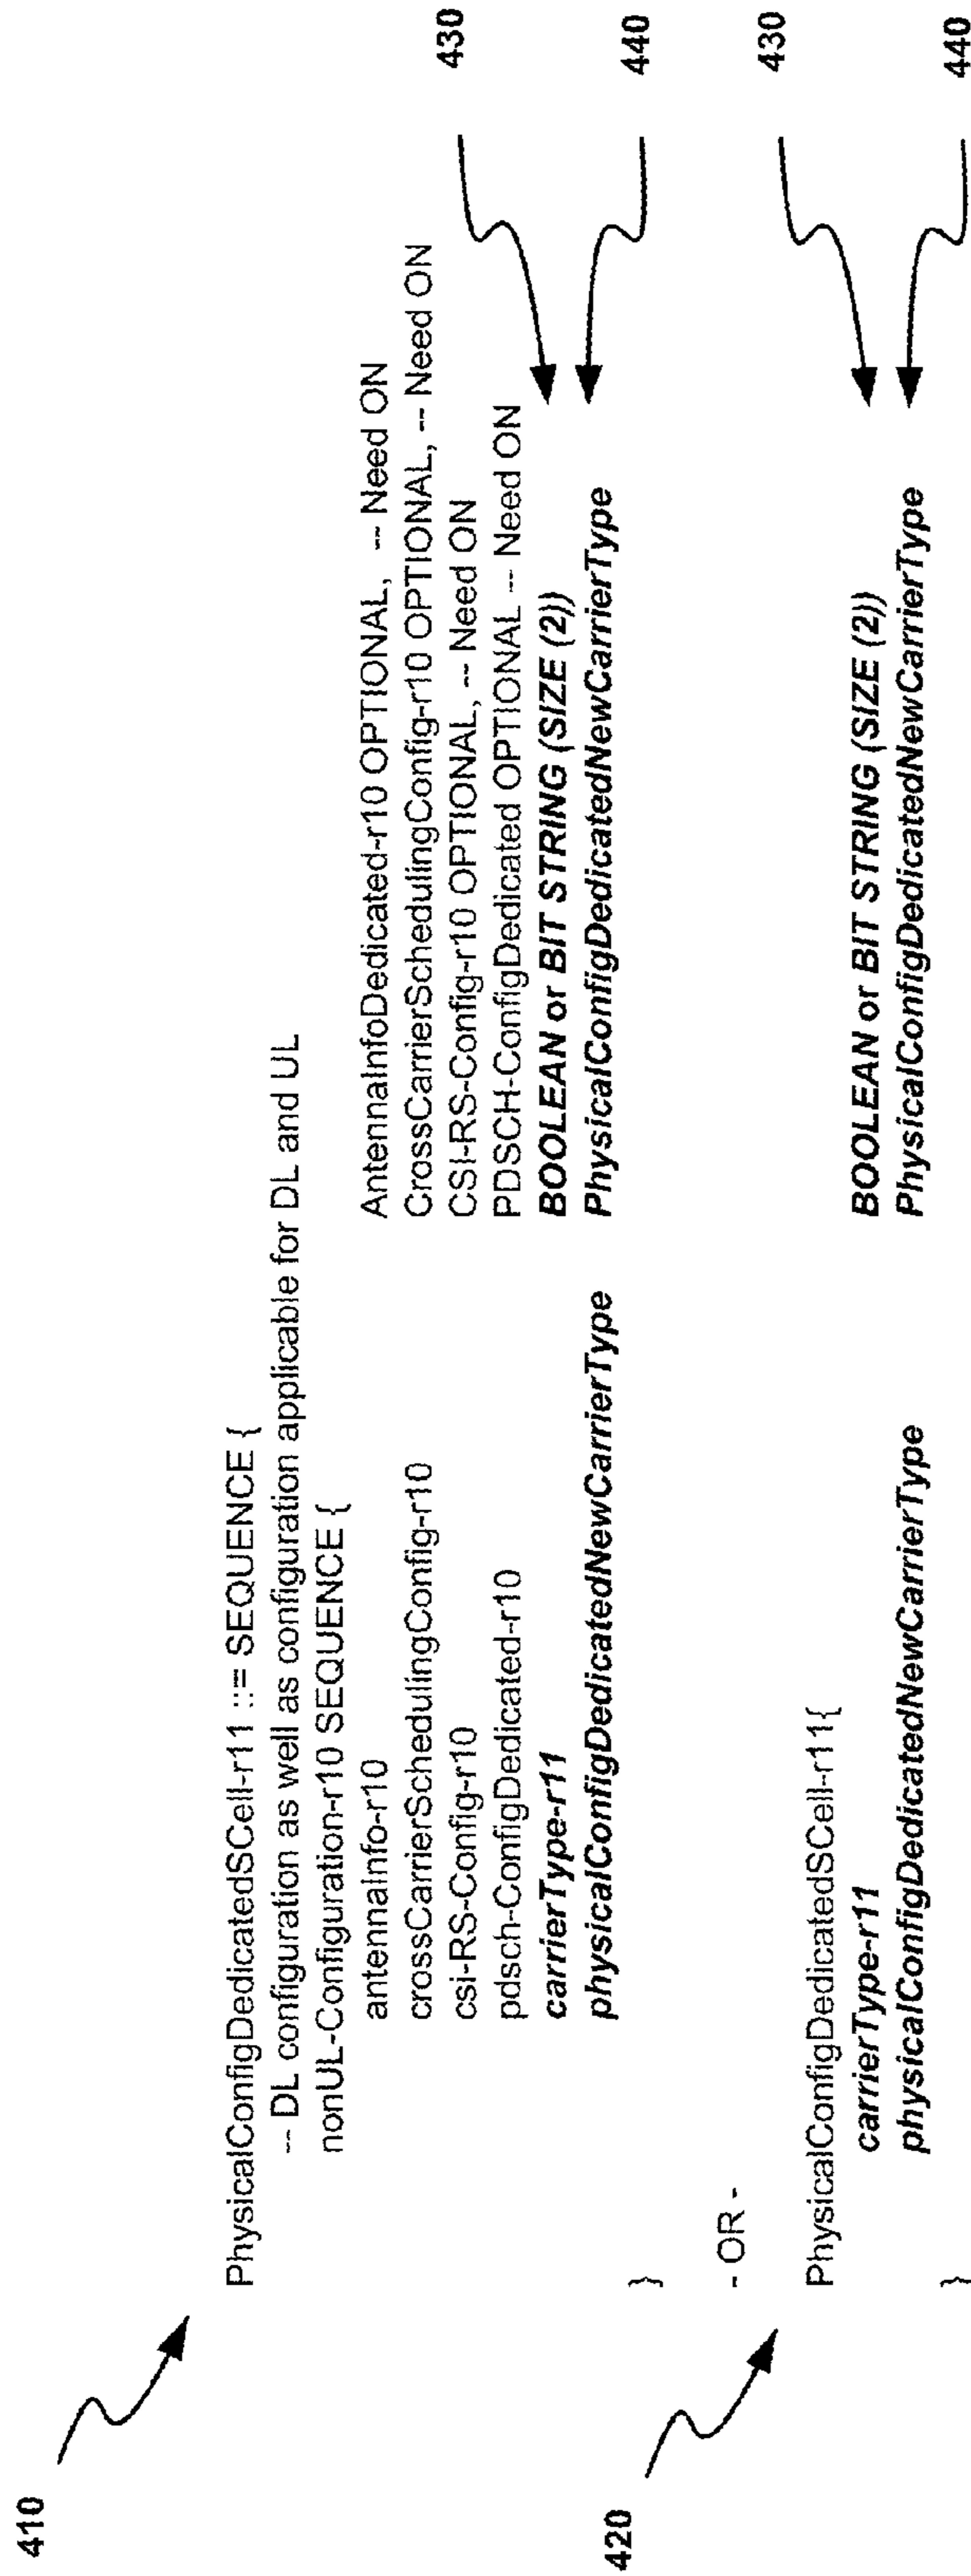 410
PhysicalConfigDedicatedSCell-r11 ::= SEQUENCE {
-- DL configuration as well as configuration applicable for DL and UL
nonUL-Configuration-r10 SEQUENCE {
antennaInfo-r10 AntennaInfoDedicated-r10 OPTIONAL, -- Need ON
crossCarrierSchedulingConfig-r10 CrossCarrierSchedulingConfig-r10 OPTIONAL, -- Need ON
csi-RS-Config-r10 CSI-RS-Config-r10 OPTIONAL, -- Need ON
pdsch-ConfigDedicated-r10 PDSCH-ConfigDedicated OPTIONAL -- Need ON
carrierType-r11 BOOLEAN or BIT STRING (SIZE (2)) 430
physicalConfigDedicatedNewCarrierType PhysicalConfigDedicatedNewCarrierType 440
}
- OR -
420
PhysicalConfigDedicatedSCell-r11{
carrierType-r11 BOOLEAN or BIT STRING (SIZE (2)) 430
physicalConfigDedicatedNewCarrierType PhysicalConfigDedicatedNewCarrierType 440
}